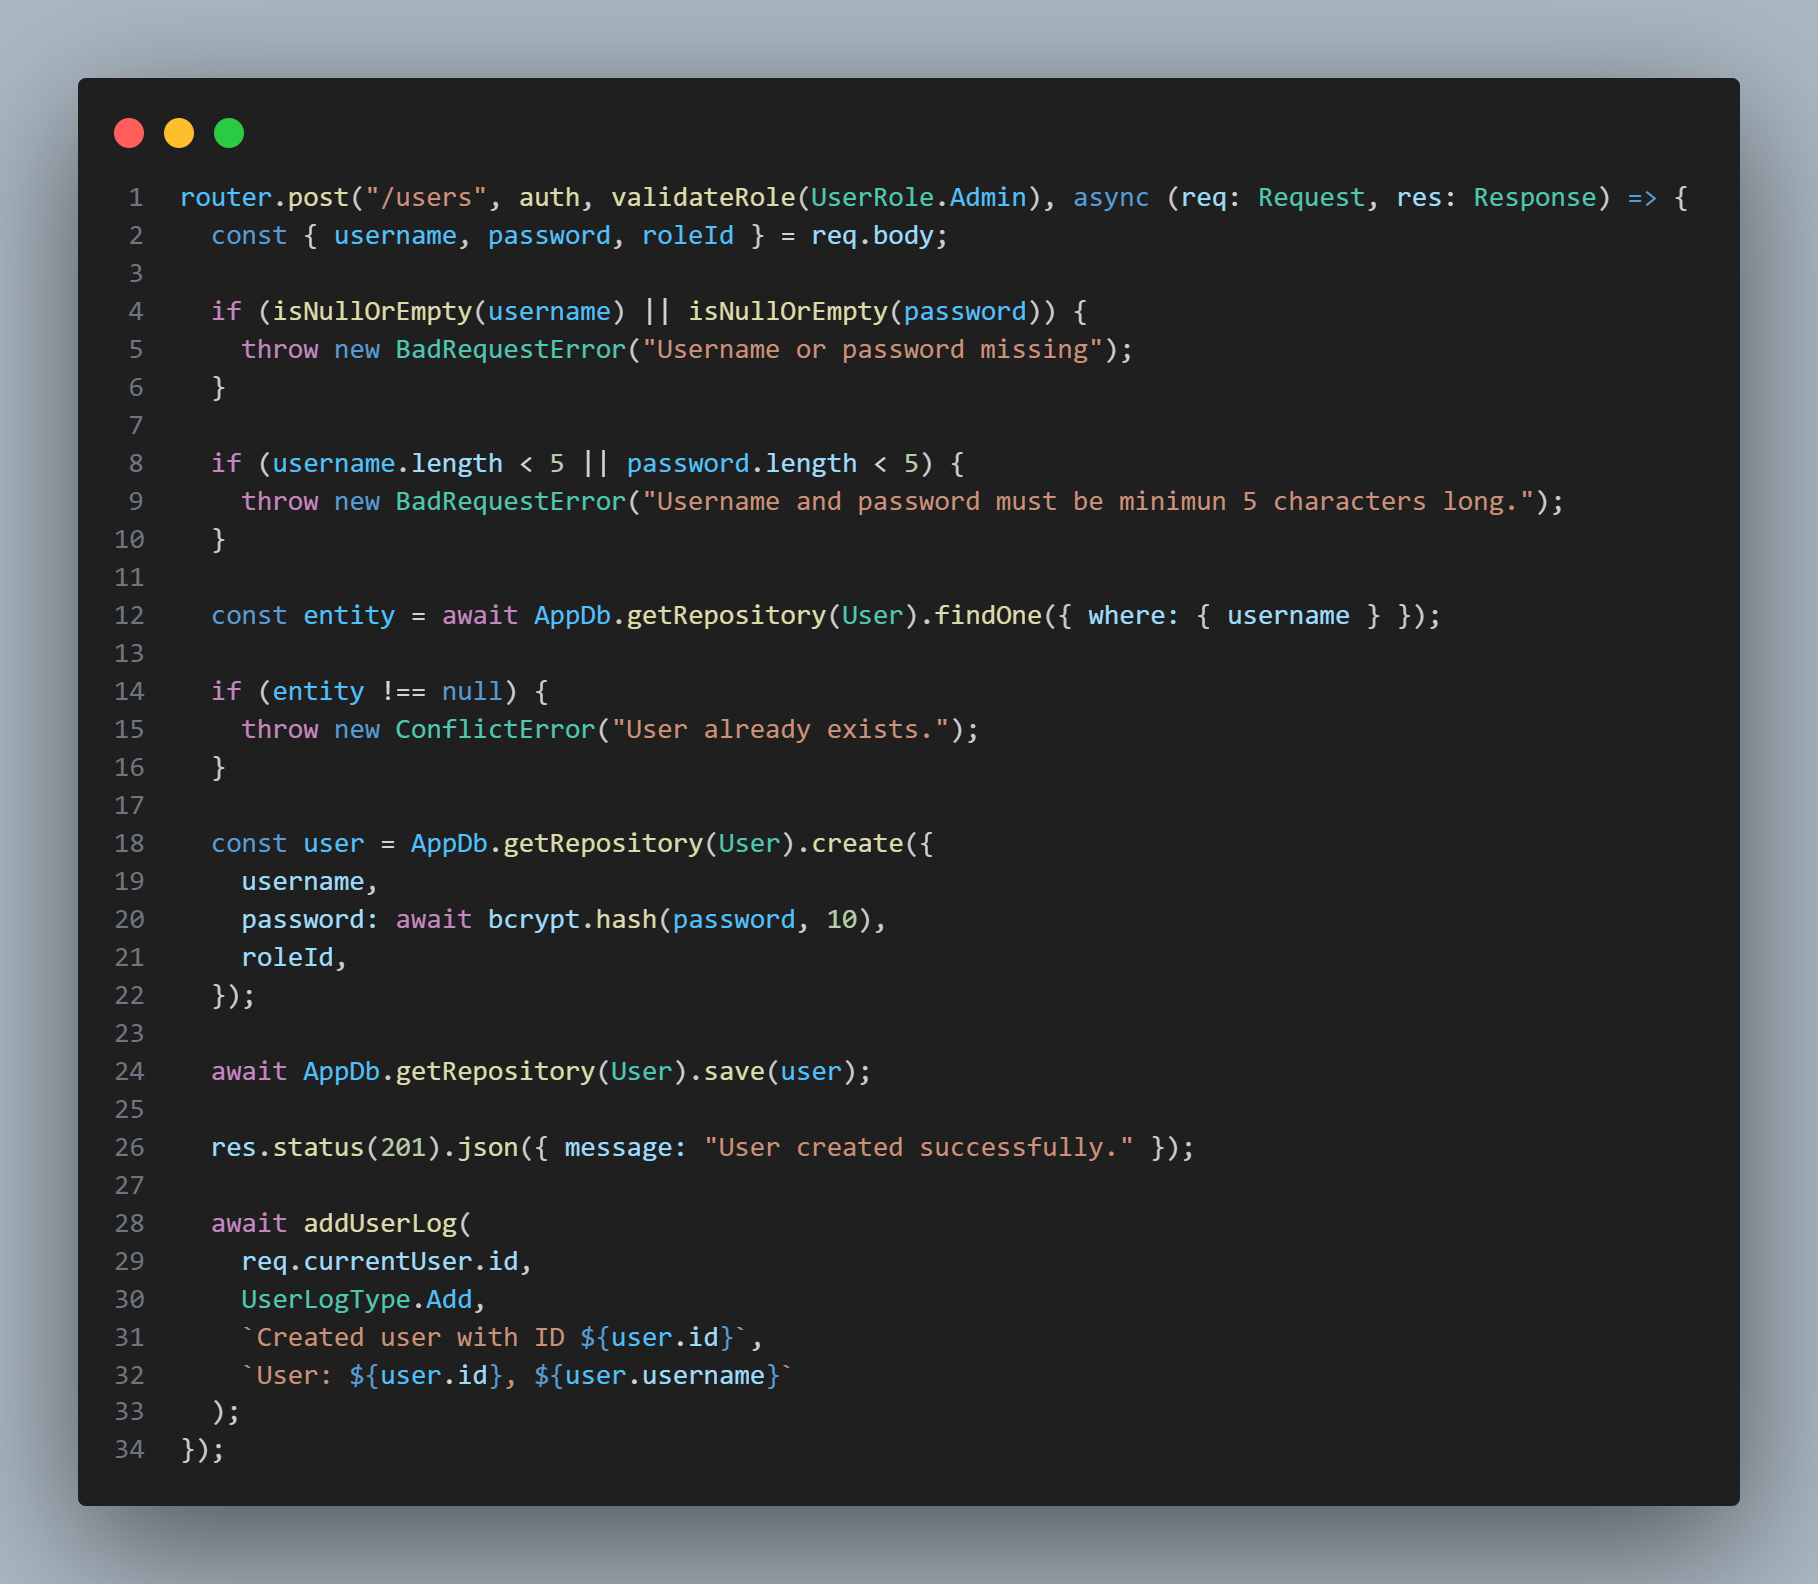 1 router.post("/users", auth, validateRole(UserRole.Admin), async (req: Request, res: Response) => {
2   const { username, password, roleId } = req.body;
3
4   if (isNullOrEmpty(username) || isNullOrEmpty(password)) {
5     throw new BadRequestError("Username or password missing");
6   }
7
8   if (username.length < 5 || password.length < 5) {
9     throw new BadRequestError("Username and password must be minimun 5 characters long.");
10   }
11
12   const entity = await AppDb.getRepository(User).findOne({ where: { username } });
13
14   if (entity !== null) {
15     throw new ConflictError("User already exists.");
16   }
17
18   const user = AppDb.getRepository(User).create({
19     username,
20     password: await bcrypt.hash(password, 10),
21     roleId,
22   });
23
24   await AppDb.getRepository(User).save(user);
25
26   res.status(201).json({ message: "User created successfully." });
27
28   await addUserLog(
29     req.currentUser.id,
30     UserLogType.Add,
31     `Created user with ID ${user.id}`,
32     `User: ${user.id}, ${user.username}`
33   );
34 });